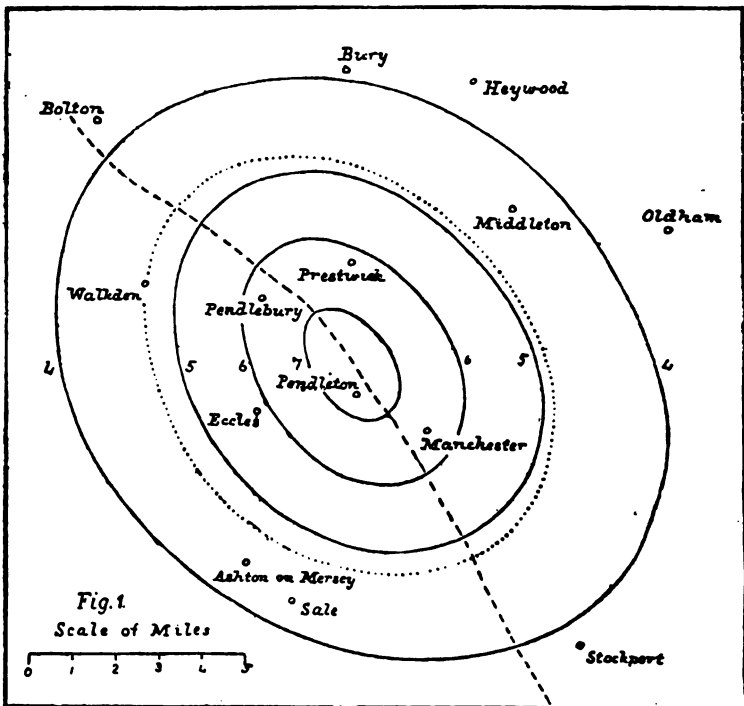 Bury
Heywood
Bolton
Middleton
Oldham
Prestwick
Walkden
Pendlebury
4 5 6 7 6 5 4
Pendleton
Eccles
Manchester
Ashton on Mersey
Sale
Fig. 1.
Scale of Miles
0 1 2 3 4 5
Stockport